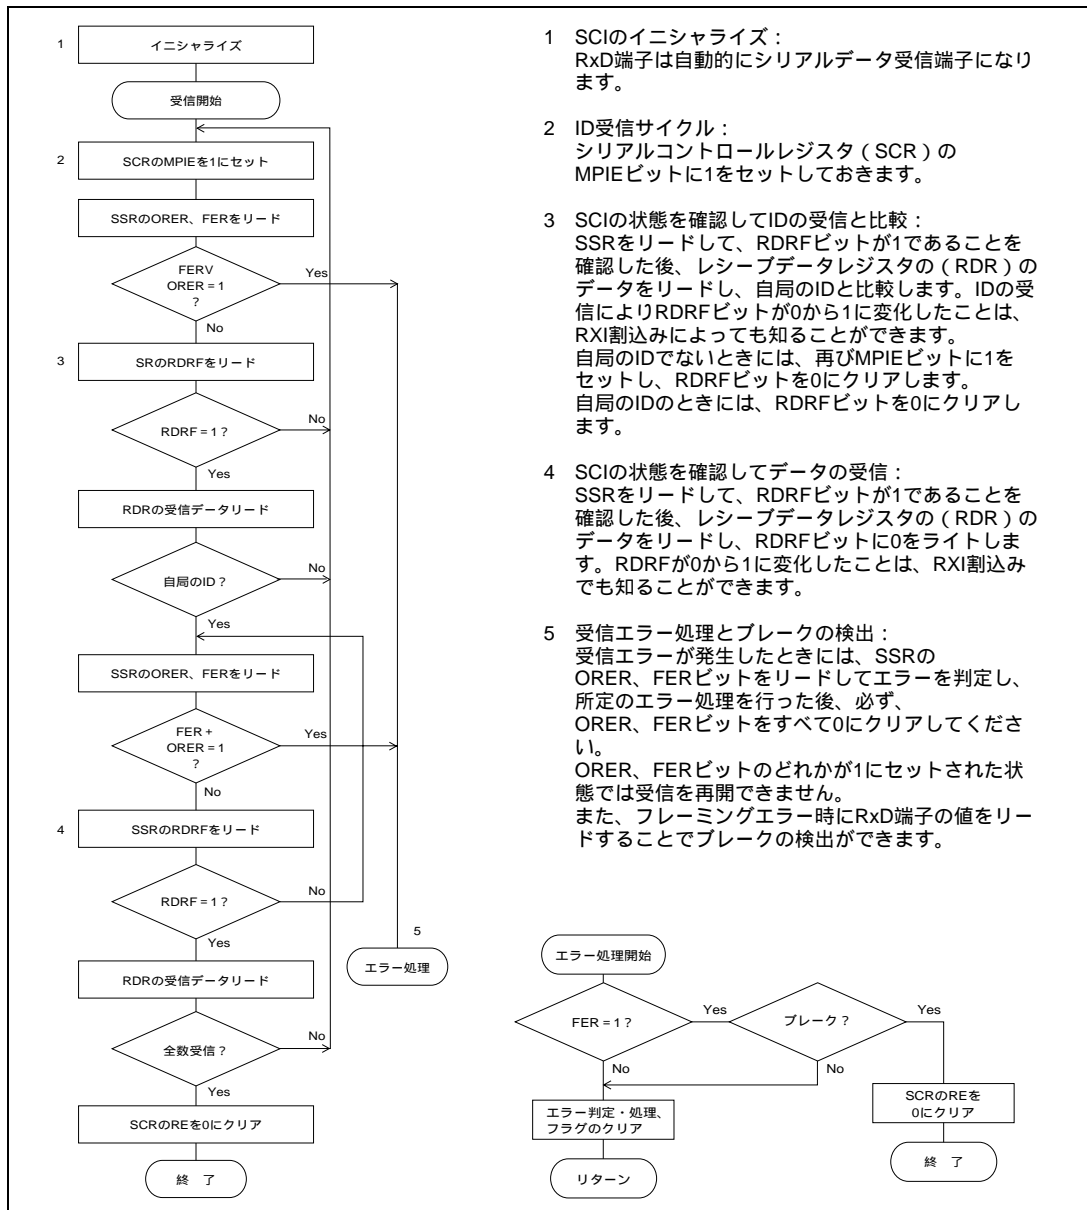 1
イニシャライズ
受信開始
2
SCRのMPIEを1にセット
SSRのORER、FERをリード
FER∨
ORER = 1
?
Yes
No
3
SRのRDRFをリード
RDRF = 1 ?
No
Yes
RDRの受信データリード
自局のID ?
No
Yes
SSRのORER、FERをリード
FER +
ORER = 1
?
Yes
No
4
SSRのRDRFをリード
RDRF = 1 ?
No
Yes
RDRの受信データリード
全数受信 ?
No
Yes
SCRのREを0にクリア
終 了
5
エラー処理
1 SCIのイニシャライズ：
RxD端子は自動的にシリアルデータ受信端子になり
ます。
2 ID受信サイクル：
シリアルコントロールレジスタ（SCR）の
MPIEビットに1をセットしておきます。
3 SCIの状態を確認してIDの受信と比較：
SSRをリードして、RDRFビットが1であることを
確認した後、レシーブデータレジスタの（RDR）の
データをリードし、自局のIDと比較します。IDの受
信によりRDRFビットが0から1に変化したことは、
RXI割込みによっても知ることができます。
自局のIDでないときには、再びMPIEビットに1を
セットし、RDRFビットを0にクリアします。
自局のIDのときには、RDRFビットを0にクリアし
ます。
4 SCIの状態を確認してデータの受信：
SSRをリードして、RDRFビットが1であることを
確認した後、レシーブデータレジスタの（RDR）の
データをリードし、RDRFビットに0をライトしま
す。RDRFが0から1に変化したことは、RXI割込み
でも知ることができます。
5 受信エラー処理とブレークの検出：
受信エラーが発生したときには、SSRの
ORER、FERビットをリードしてエラーを判定し、
所定のエラー処理を行った後、必ず、
ORER、FERビットをすべて0にクリアしてくださ
い。
ORER、FERビットのどれかが1にセットされた状
態では受信を再開できません。
また、フレーミングエラー時にRxD端子の値をリー
ドすることでブレークの検出ができます。
エラー処理開始
FER = 1 ?
Yes
No
ブレーク ?
Yes
No
エラー判定・処理、
フラグのクリア
リターン
SCRのREを
0にクリア
終 了